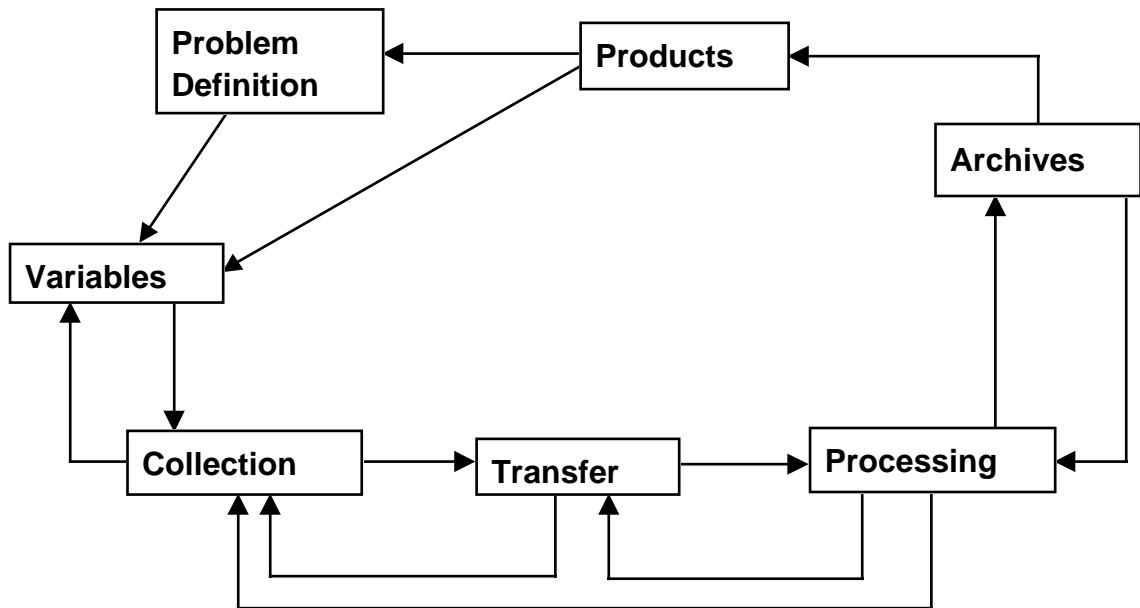 Problem
Definition
Products
Archives
Variables
Collection
Transfer
Processing